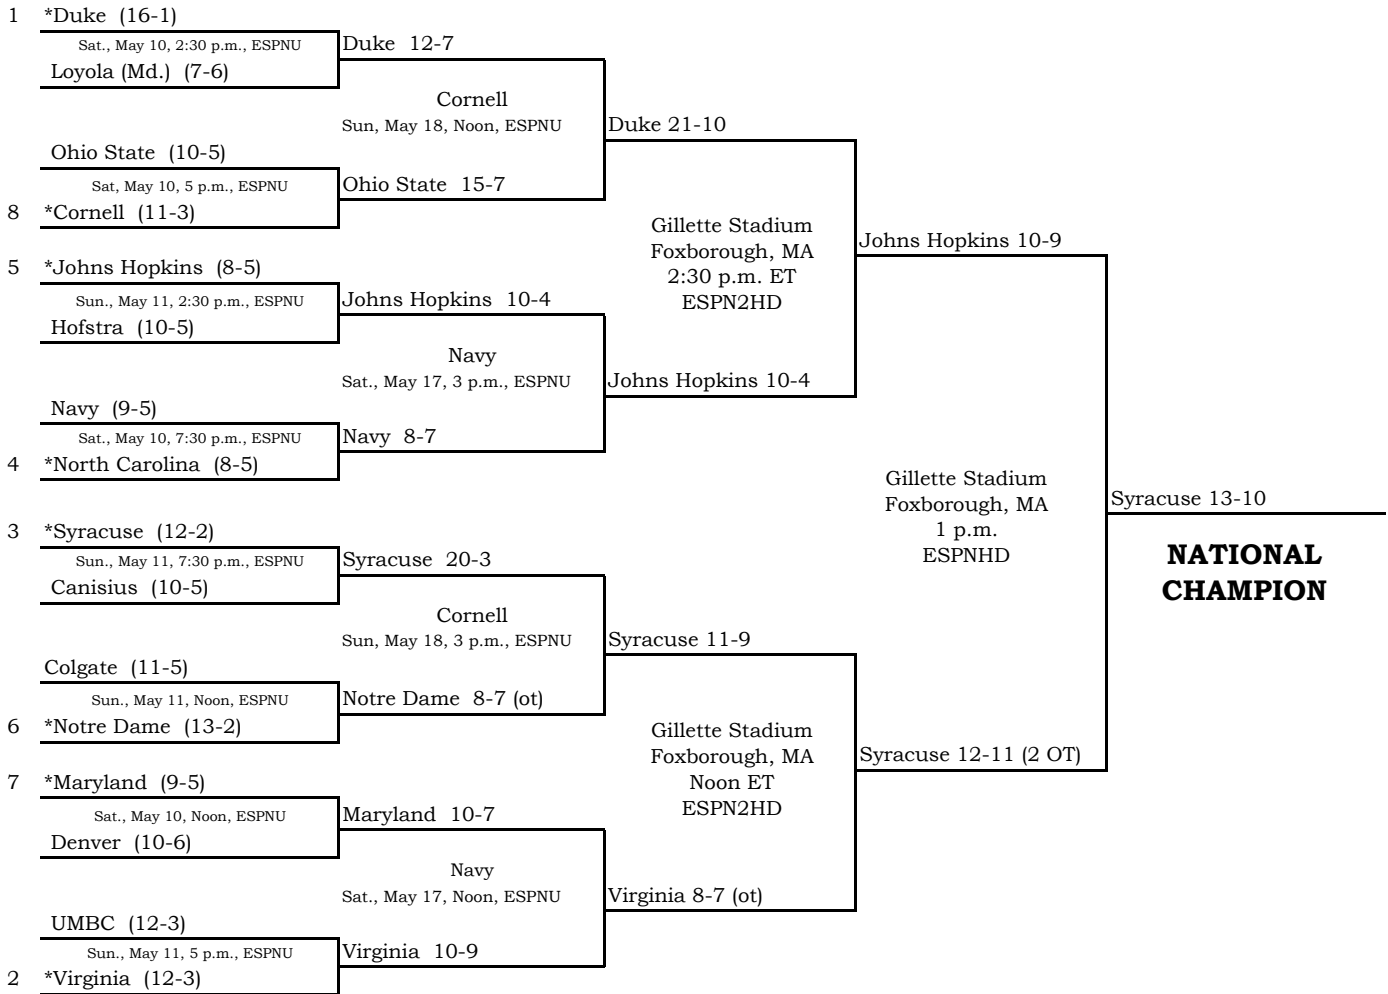 1 *Duke (16-1)
Sat., May 10, 2:30 p.m., ESPNU
Loyola (Md.) (7-6)
Duke 12-7
Cornell
Sun, May 18, Noon, ESPNU
Ohio State (10-5)
Sat, May 10, 5 p.m., ESPNU
8 *Cornell (11-3)
Ohio State 15-7
Duke 21-10
5 *Johns Hopkins (8-5)
Sun., May 11, 2:30 p.m., ESPNU
Hofstra (10-5)
Johns Hopkins 10-4
Navy
Sat., May 17, 3 p.m., ESPNU
Navy (9-5)
Sat., May 10, 7:30 p.m., ESPNU
4 *North Carolina (8-5)
Navy 8-7
Johns Hopkins 10-4
Gillette Stadium
Foxborough, MA
2:30 p.m. ET
ESPN2HD
Johns Hopkins 10-9
3 *Syracuse (12-2)
Sun., May 11, 7:30 p.m., ESPNU
Canisius (10-5)
Syracuse 20-3
Cornell
Sun, May 18, 3 p.m., ESPNU
Colgate (11-5)
Sun., May 11, Noon, ESPNU
6 *Notre Dame (13-2)
Notre Dame 8-7 (ot)
Syracuse 11-9
7 *Maryland (9-5)
Sat., May 10, Noon, ESPNU
Denver (10-6)
Maryland 10-7
Navy
Sat., May 17, Noon, ESPNU
UMBC (12-3)
Sun., May 11, 5 p.m., ESPNU
2 *Virginia (12-3)
Virginia 10-9
Virginia 8-7 (ot)
Gillette Stadium
Foxborough, MA
Noon ET
ESPN2HD
Syracuse 12-11 (2 OT)
Gillette Stadium
Foxborough, MA
1 p.m.
ESPNHD
Syracuse 13-10
NATIONAL
CHAMPION